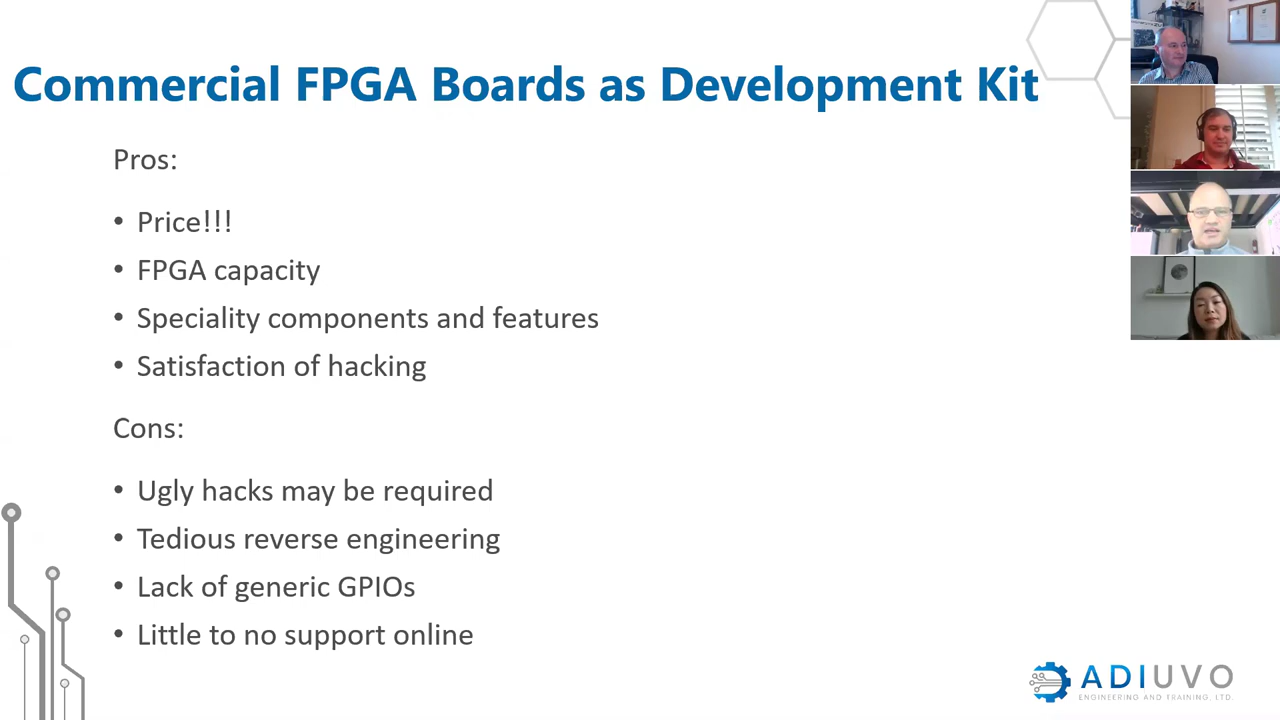 Commercial FPGA Boards as Development Kit
Pros:
• Price!!!
• FPGA capacity
• Speciality components and features
• Satisfaction of hacking
Cons:
• Ugly hacks may be required
• Tedious reverse engineering
• Lack of generic GPIOs
• Little to no support online
ADIUVO
ENGINEERING AND TRAINING, LTD.